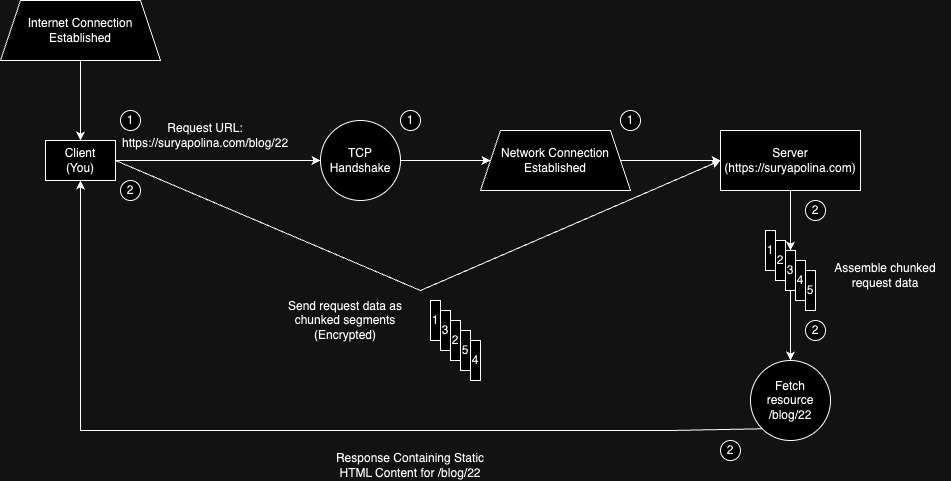 Internet Connection
Established
1
1
1
Request URL:
https://suryapolina.com/blog/22
Client
(You)
TCP
Handshake
Network Connection
Established
Server
(https://suryapolina.com)
2
2
1
2
3
4
5
Assemble chunked
request data
Send request data as
chunked segments
(Encrypted)
1
3
2
5
4
2
Fetch
resource
/blog/22
2
Response Containing Static
HTML Content for /blog/22